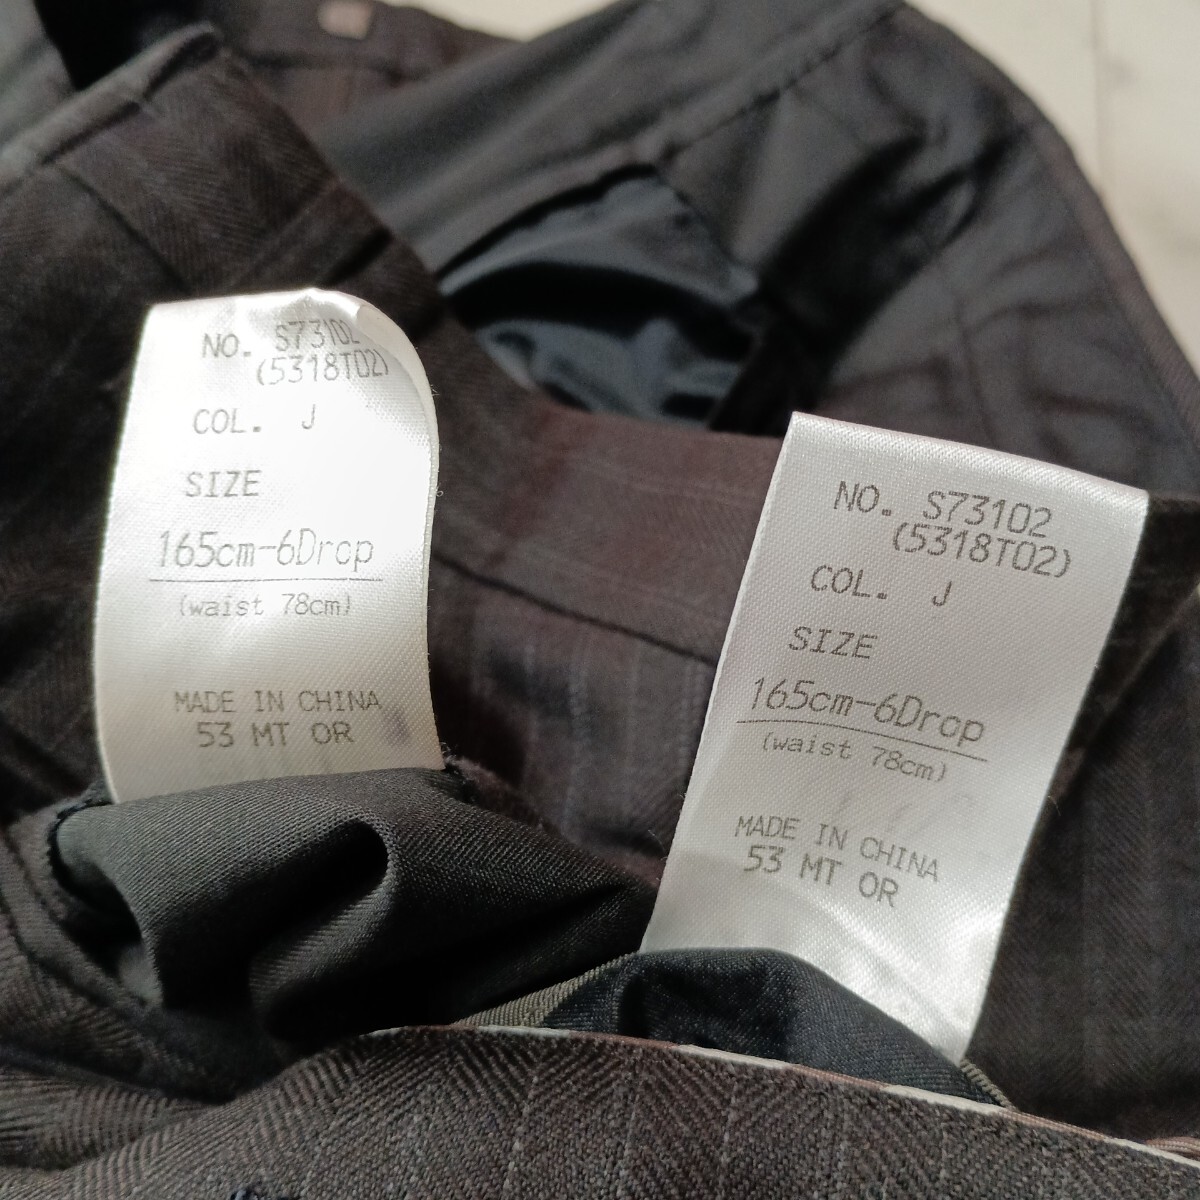 NO. S73102
(5318T02)
COL. J
SIZE
165cm-6Drop
(waist 78cm)
MADE IN CHINA
53 MT OR
NO. S73102
(5318T02)
COL. J
SIZE
165cm-6Drop
(waist 78cm)
MADE IN CHINA
53 MT OR